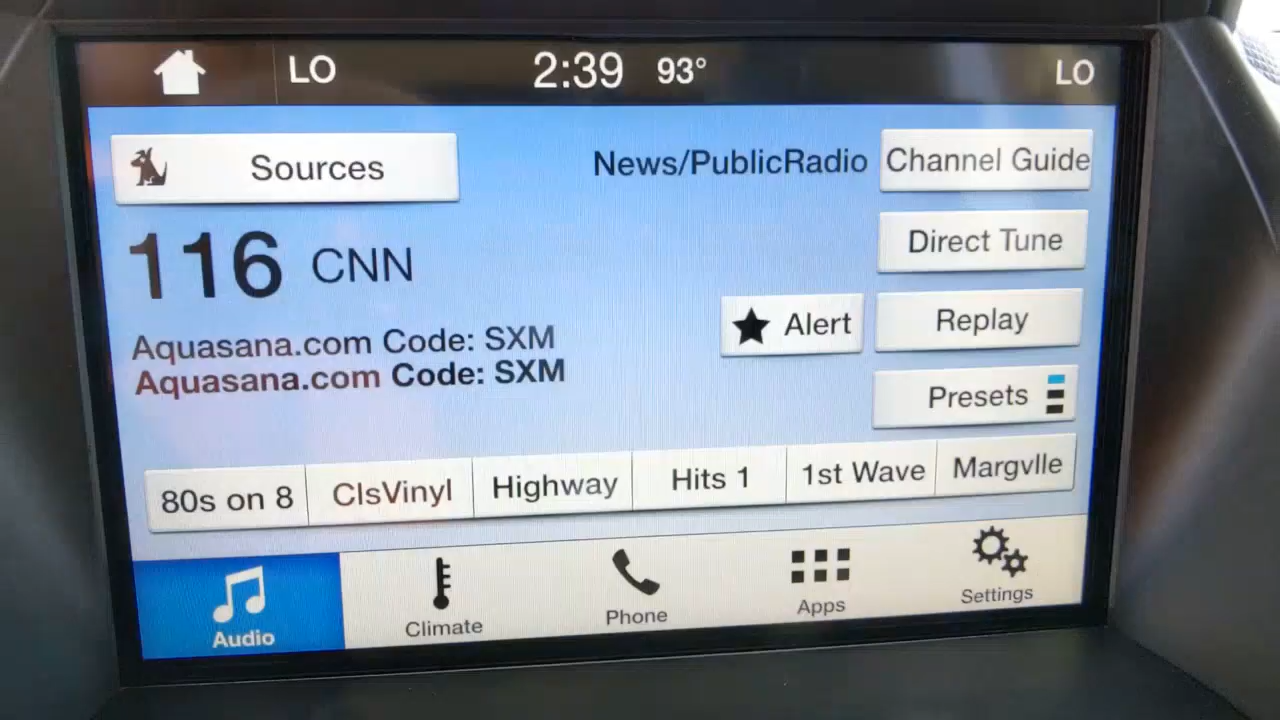 LO 2:39 93° LO
Sources News/PublicRadio Channel Guide
116 CNN Direct Tune
Alert Replay
Aquasana.com Code: SXM
Aquasana.com Code: SXM
Presets
80s on 8 ClsVinyl Highway Hits 1 1st Wave Margvlle
Audio Climate Phone Apps Settings